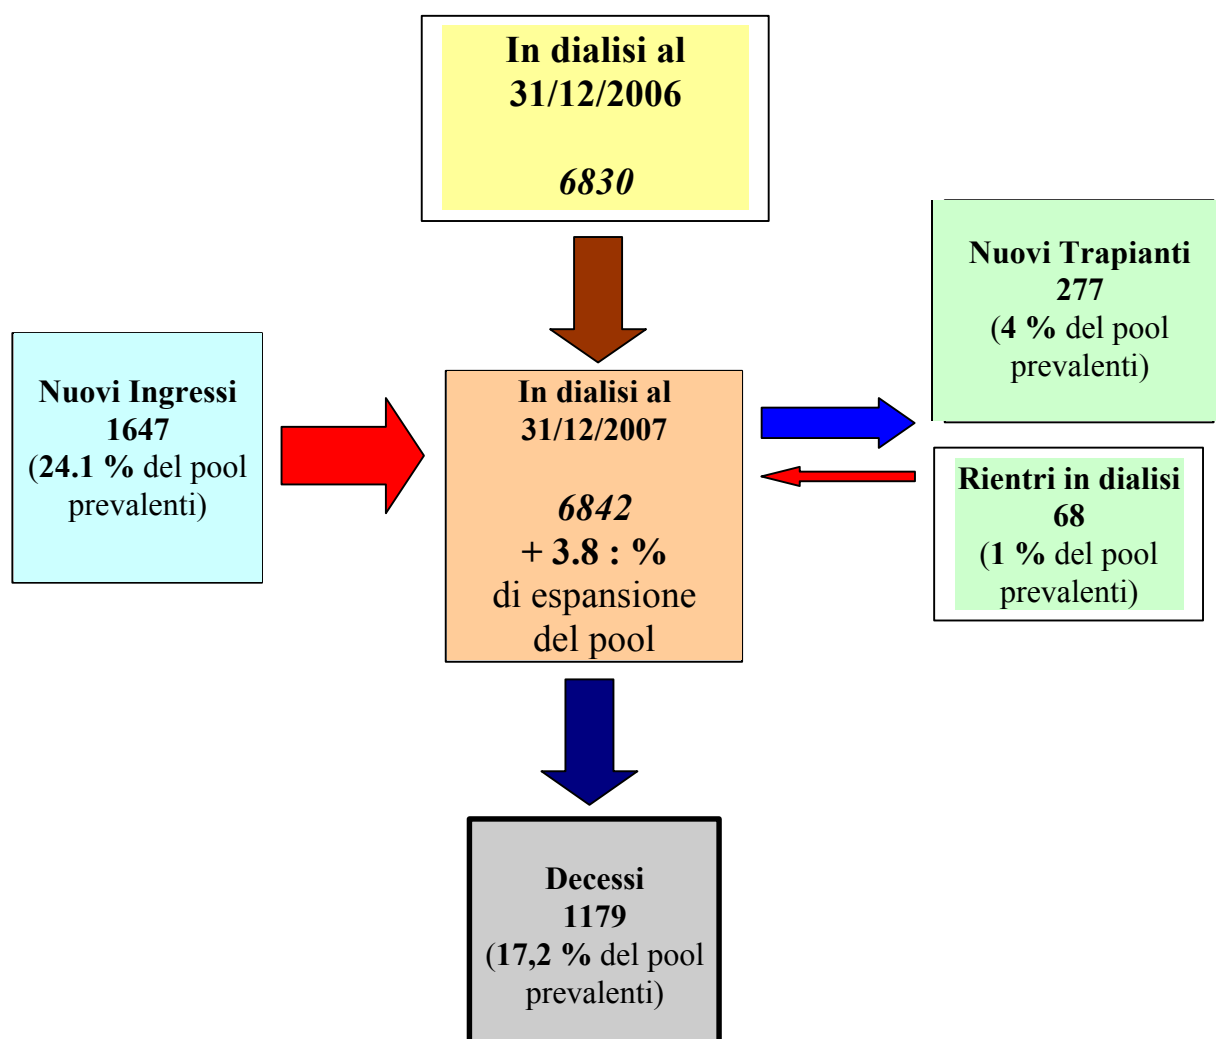 In dialisi al
31/12/2006
6830
Nuovi Trapianti
277
(4 % del pool
prevalenti)
Nuovi Ingressi
1647
(24.1 % del pool
prevalenti)
In dialisi al
31/12/2007
6842
+ 3.8 : %
di espansione
del pool
Rientri in dialisi
68
(1 % del pool
prevalenti)
Decessi
1179
(17,2 % del pool
prevalenti)